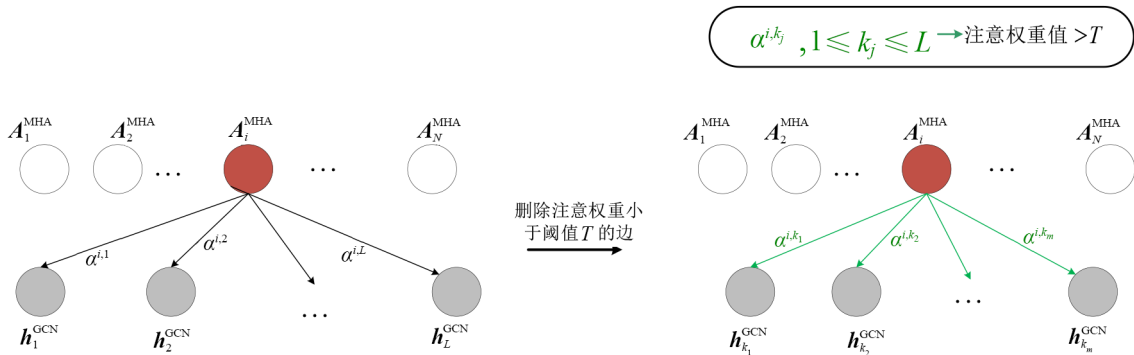 α^{i,k_j} ,1≤k_j≤L→注意权重值>T
A_1^{MHA} A_2^{MHA} A_i^{MHA} A_N^{MHA} A_1^{MHA} A_2^{MHA} A_i^{MHA} A_N^{MHA}
… … … …
删除注意权重小
于阈值T的边
α^{i,1} α^{i,2} α^{i,L} α^{i,k_1} α^{i,k_2} α^{i,k_m}
… …
h_1^{GCN} h_2^{GCN} h_L^{GCN} h_{k_1}^{GCN} h_{k_2}^{GCN} h_{k_m}^{GCN}